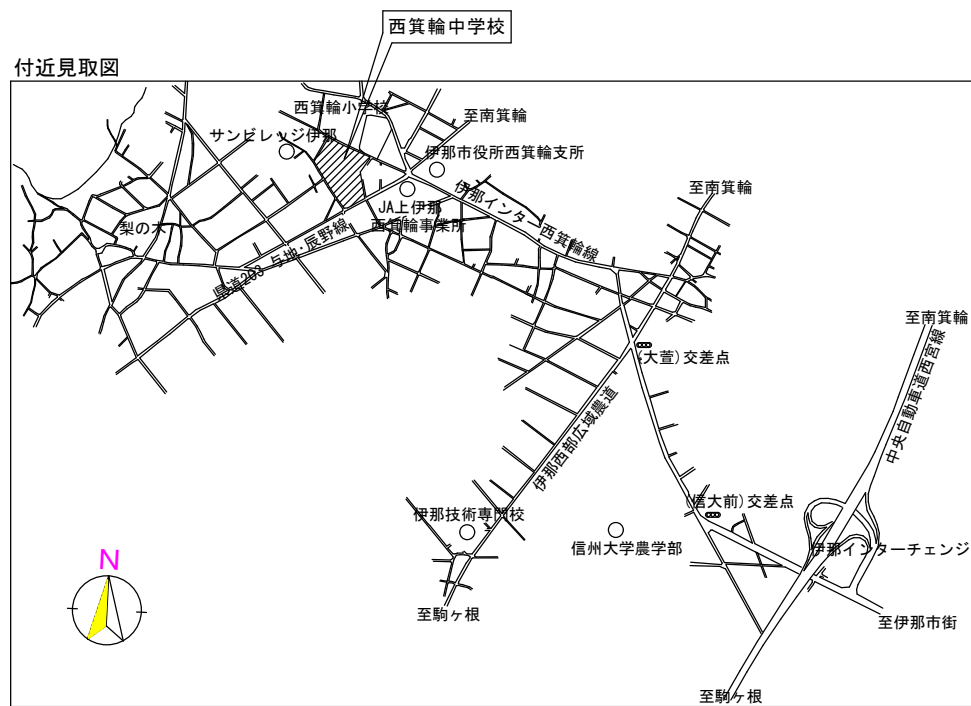 西箕輪中学校
付近見取図
西箕輪小学校
至南箕輪
サンビレッジ伊那
伊那市役所西箕輪支所
至南箕輪
伊那インター西箕輪線
JA上伊那
西箕輪事業所
梨の木
県道203 与地・辰野線
至南箕輪
(大萱)交差点
中央自動車道西宮線
伊那西部広域農道
(信大前)交差点
伊那技術専門校
信州大学農学部
伊那インターチェンジ
N
至駒ヶ根
至伊那市街
至駒ヶ根